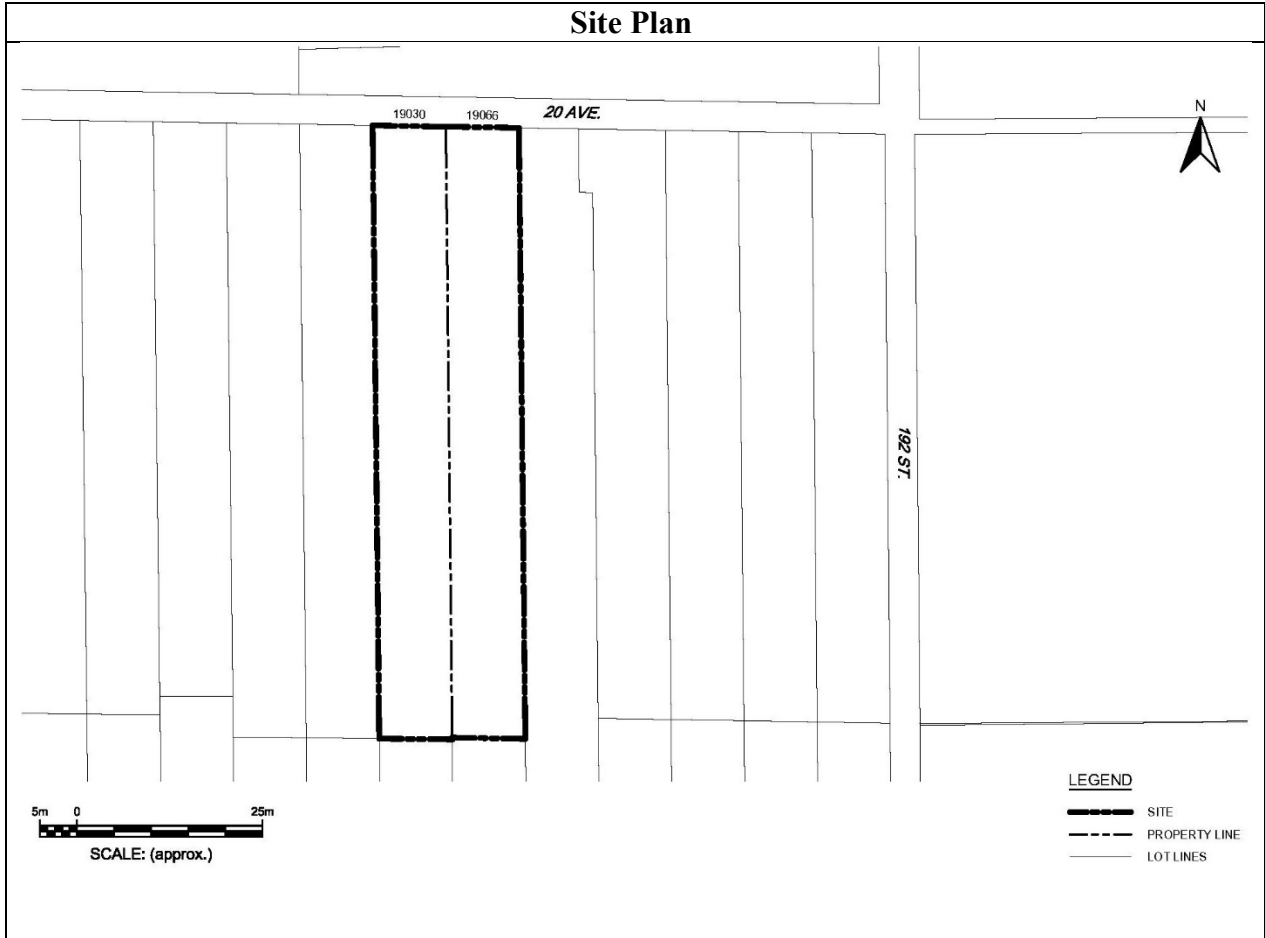 Site Plan
19030 19066 20 AVE.
N
192 ST.
LEGEND
SITE
PROPERTY LINE
LOT LINES
5m 0 25m
SCALE: (approx.)